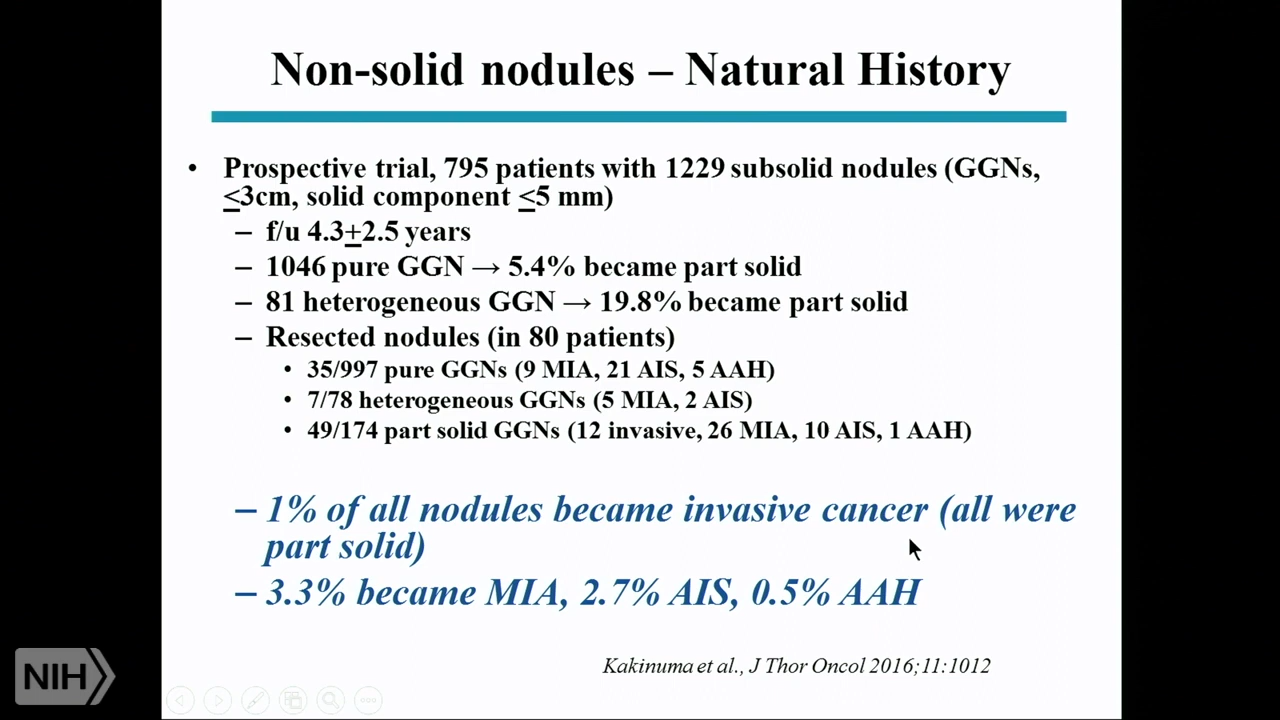 Non-solid nodules – Natural History
• Prospective trial, 795 patients with 1229 subsolid nodules (GGNs,
≤3cm, solid component ≤5 mm)
– f/u 4.3±2.5 years
– 1046 pure GGN → 5.4% became part solid
– 81 heterogeneous GGN → 19.8% became part solid
– Resected nodules (in 80 patients)
• 35/997 pure GGNs (9 MIA, 21 AIS, 5 AAH)
• 7/78 heterogeneous GGNs (5 MIA, 2 AIS)
• 49/174 part solid GGNs (12 invasive, 26 MIA, 10 AIS, 1 AAH)
– 1% of all nodules became invasive cancer (all were
part solid)
– 3.3% became MIA, 2.7% AIS, 0.5% AAH
Kakinuma et al., J Thor Oncol 2016;11:1012
NIH